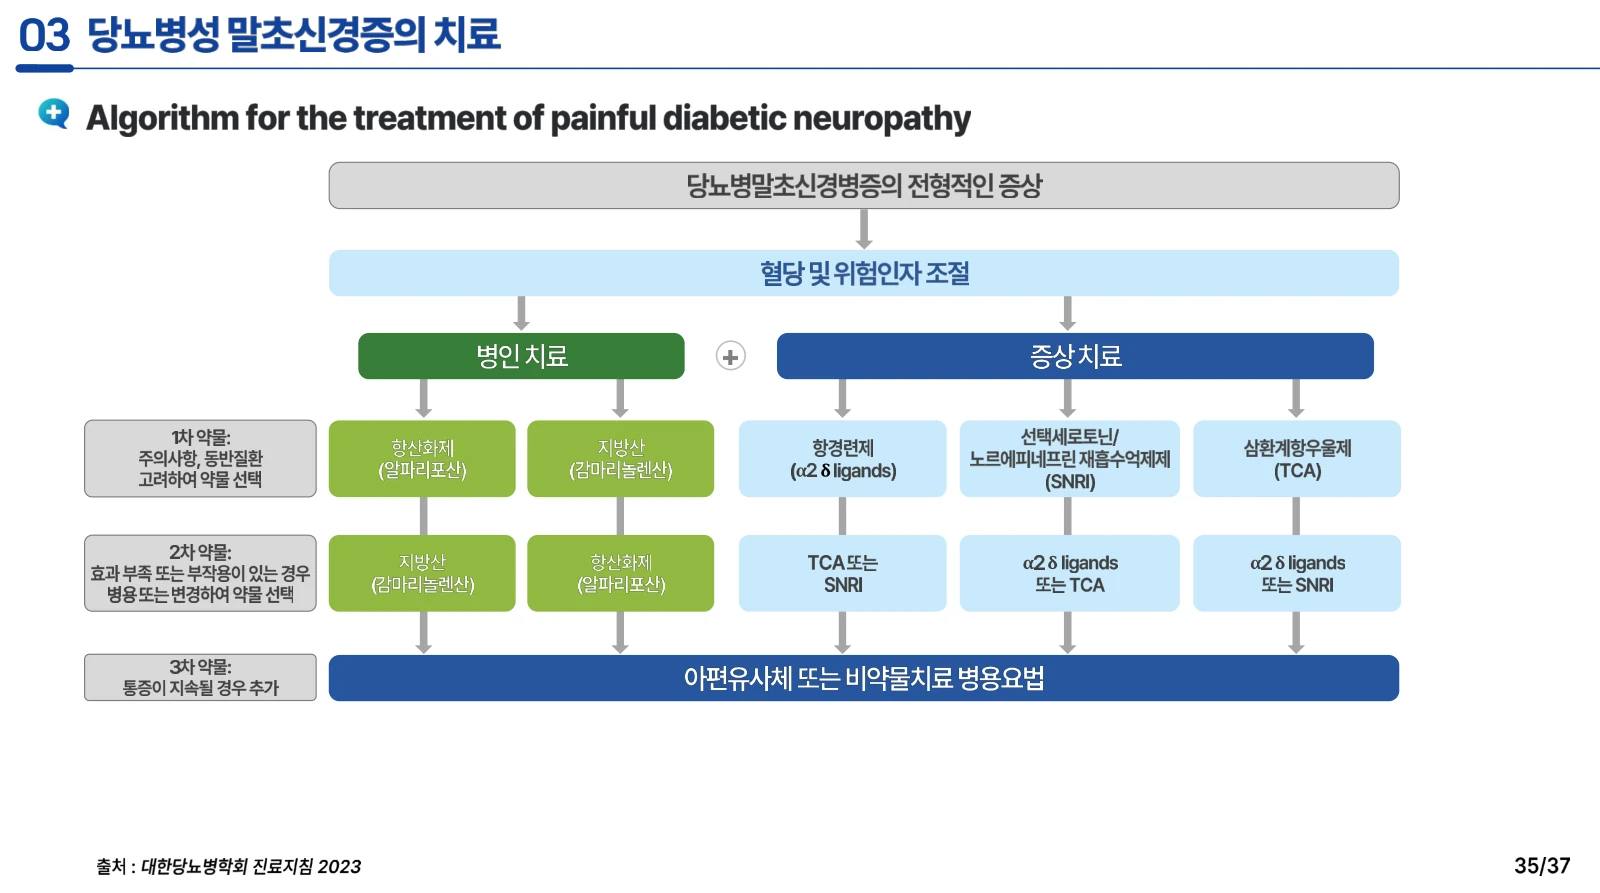 03 당뇨병성 말초신경증의 치료
Algorithm for the treatment of painful diabetic neuropathy
당뇨병말초신경병증의 전형적인 증상
혈당 및 위험인자 조절
병인 치료
+
증상 치료
1차 약물:
주의사항, 동반질환
고려하여 약물 선택
항산화제
(알파리포산)
지방산
(감마리놀렌산)
항경련제
(α2 δ ligands)
선택세로토닌/
노르에피네프린 재흡수억제제
(SNRI)
삼환계항우울제
(TCA)
2차 약물:
효과 부족 또는 부작용이 있는 경우
병용 또는 변경하여 약물 선택
지방산
(감마리놀렌산)
항산화제
(알파리포산)
TCA 또는
SNRI
α2 δ ligands
또는 TCA
α2 δ ligands
또는 SNRI
3차 약물:
통증이 지속될 경우 추가
아편유사체 또는 비약물치료 병용요법
출처 : 대한당뇨병학회 진료지침 2023
35/37